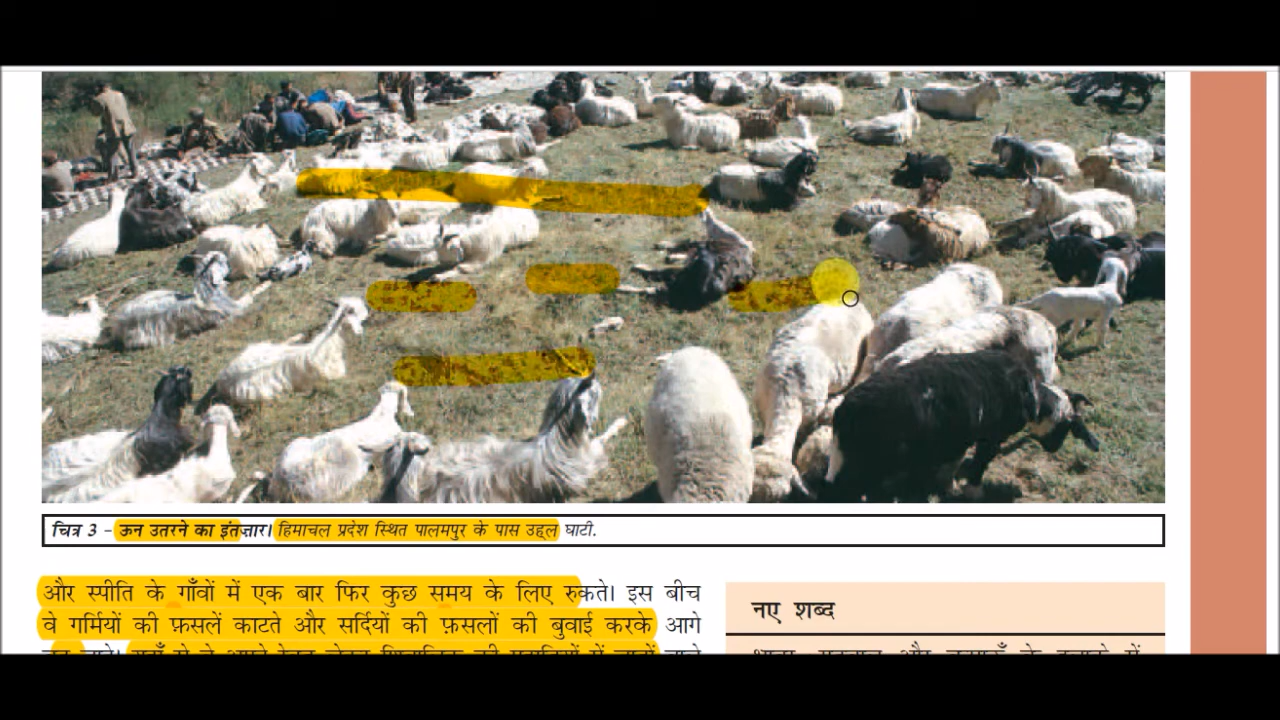 चित्र 3 – ऊन उतरने का इंतज़ार। हिमाचल प्रदेश स्थित पालमपुर के पास उहल घाटी.
और स्पीति के गाँवों में एक बार फिर कुछ समय के लिए रुकते। इस बीच
वे गर्मियों की फ़सलें काटते और सर्दियों की फ़सलों की बुवाई करके आगे
नए शब्द